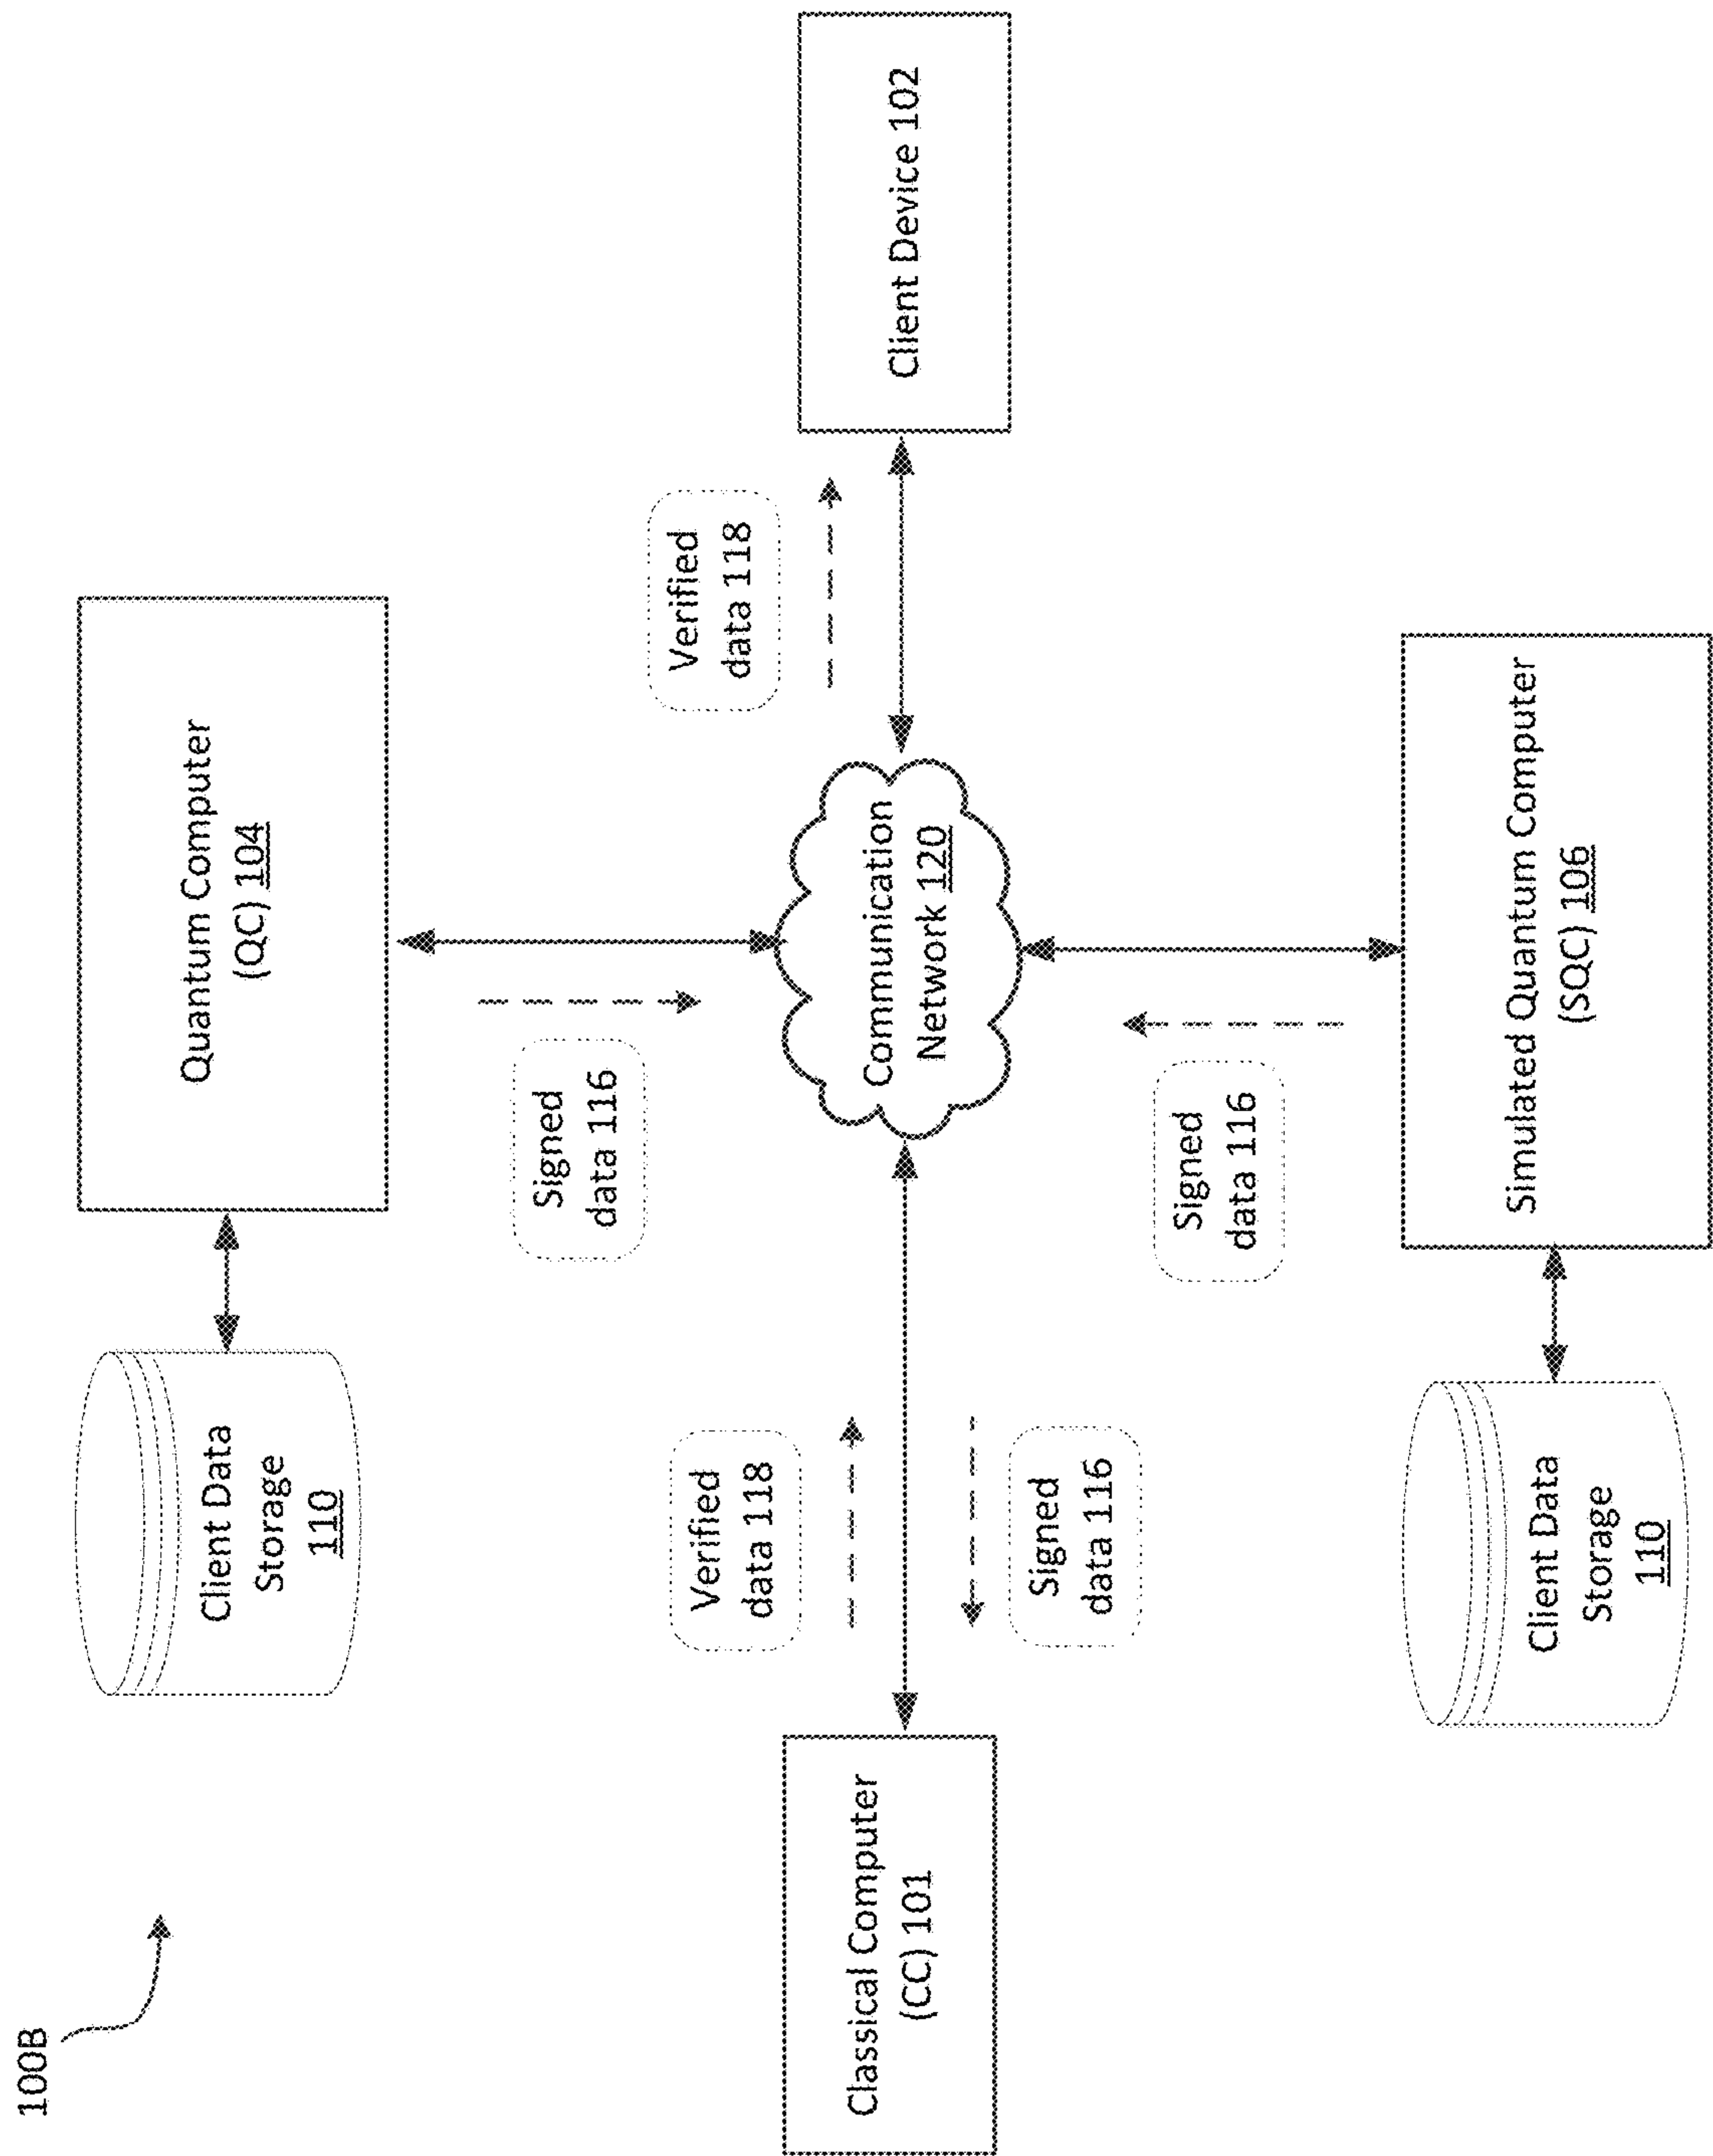 100B
Client Data
Storage
110
Quantum Computer
(QC) 104
Signed
data 116
Verified
data 118
Verified
data 118
Classical Computer
(CC) 101
Communication
Network 120
Client Device 102
Signed
data 116
Signed
data 116
Client Data
Storage
110
Simulated Quantum Computer
(SQC) 106